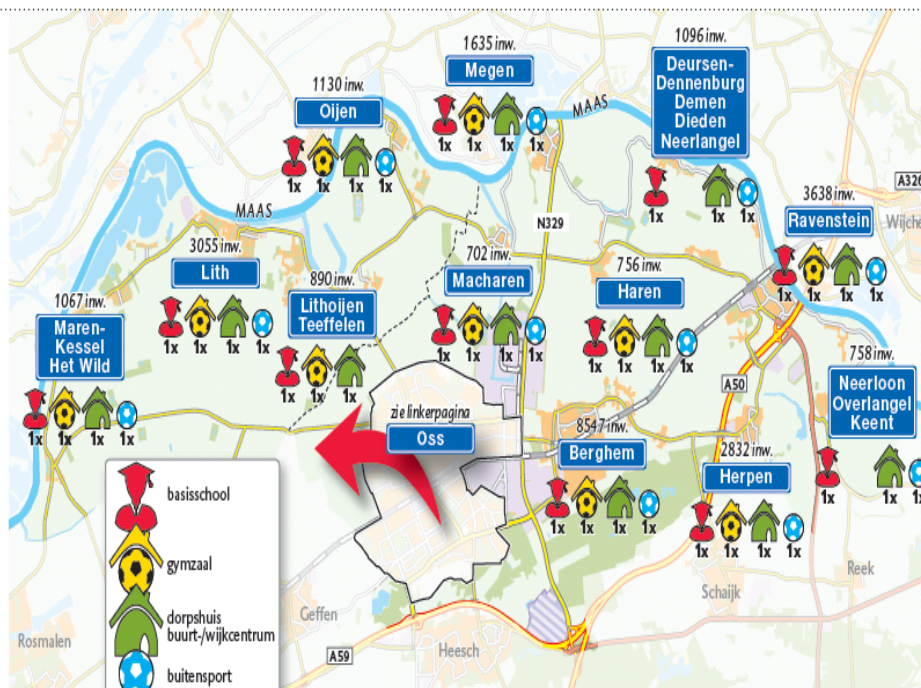 1635 inw.
Megen
1x 1x 1x 1x
1130 inw.
Oijen
1x 1x 1x 1x
1096 inw.
Deursen-
Dennenburg
Demen
Dieden
Neerlangel
1x 1x 1x
MAAS
MAAS
N329
A326
Wijche
3638 inw.
Ravenstein
1x 1x 1x 1x
3055 inw.
Lith
1x 1x 1x 1x
890 inw.
Lithoijen
Teeffelen
1x 1x 1x
702 inw.
Macharen
1x 1x 1x 1x
756 inw.
Haren
1x 1x 1x 1x
1067 inw.
Maren-
Kessel
Het Wild
1x 1x 1x 1x
758 inw.
Neerloon
Overlangel
Keent
1x 1x 1x
A50
zie linkerpagina
Oss
8547 inw.
Berghem
1x 1x 1x 1x
2832 inw.
Herpen
1x 1x 1x 1x
basisschool
gymzaal
dorpshuis
buurt-/wijkcentrum
buitensport
Rosmalen
Geffen
A59
Heesch
Schaijk
Reek